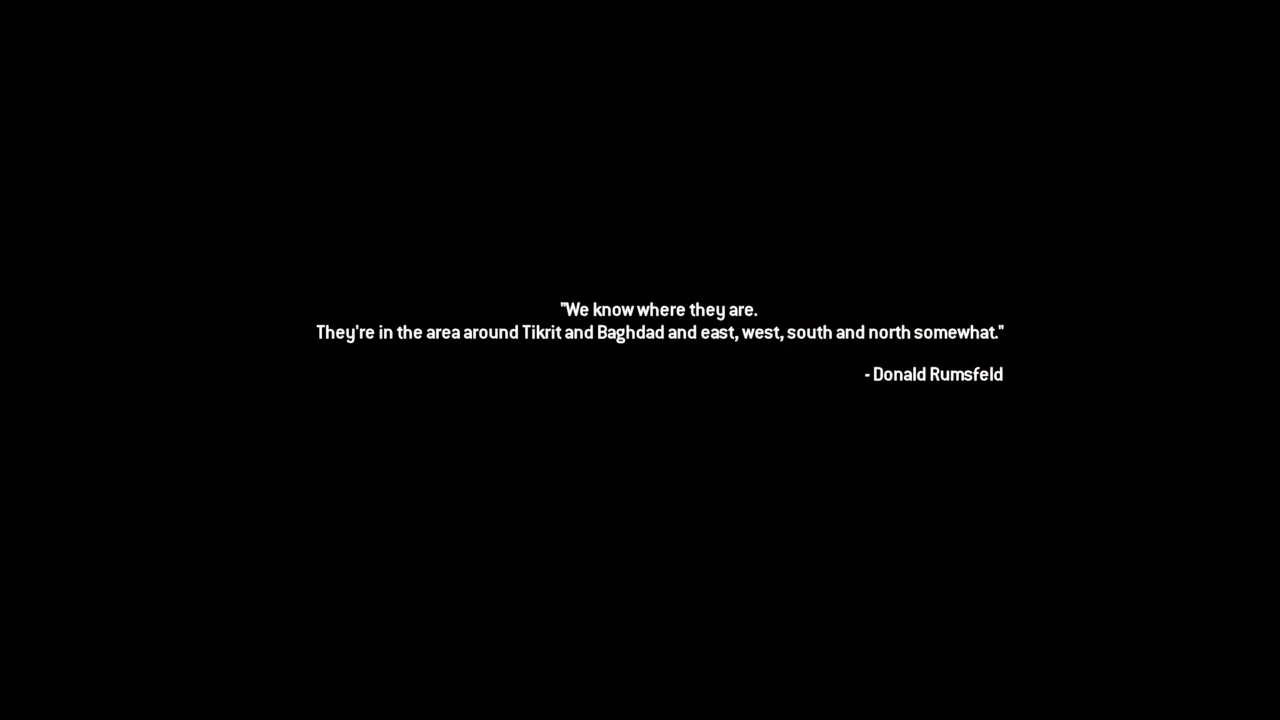 "We know where they are.
They're in the area around Tikrit and Baghdad and east, west, south and north somewhat."
- Donald Rumsfeld